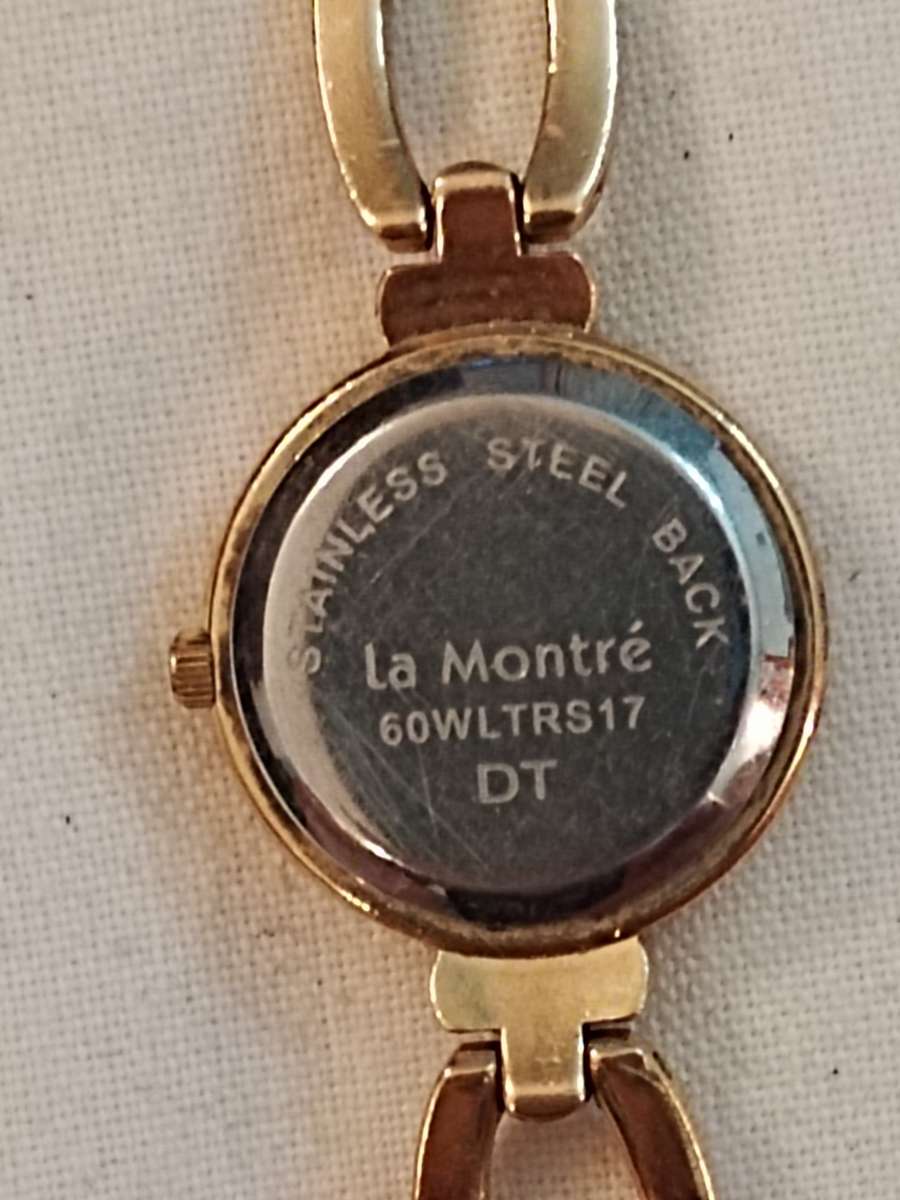 STAINLESS STEEL BACK
La Montré
60WLTRS17
DT